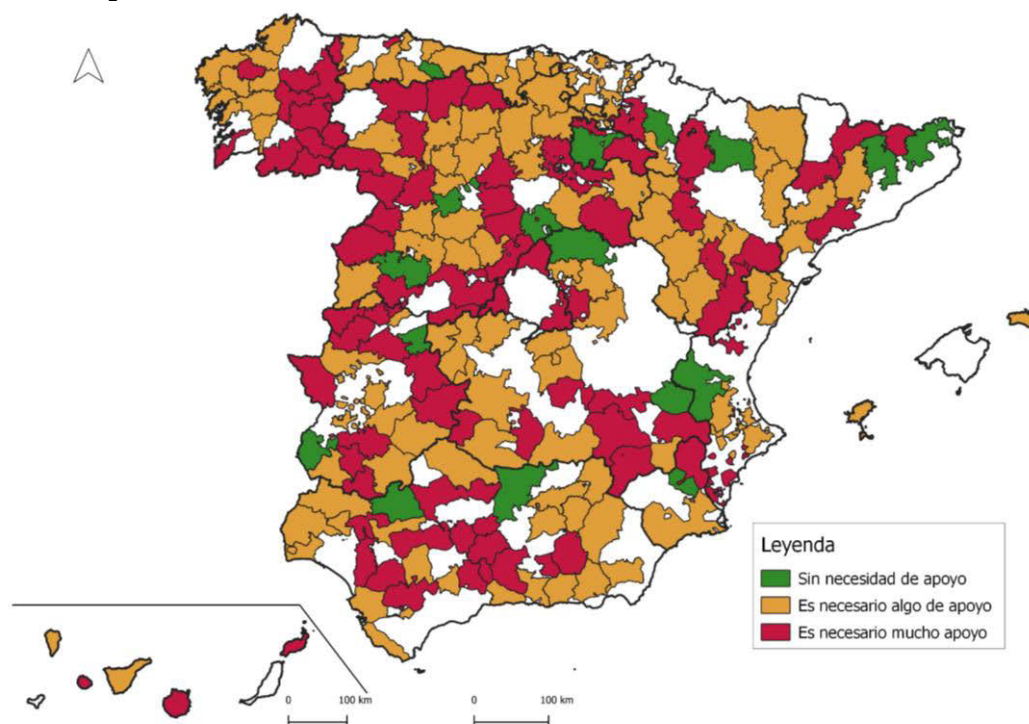 Leyenda
Sin necesidad de apoyo
Es necesario algo de apoyo
Es necesario mucho apoyo
0 100 km
0 100 km